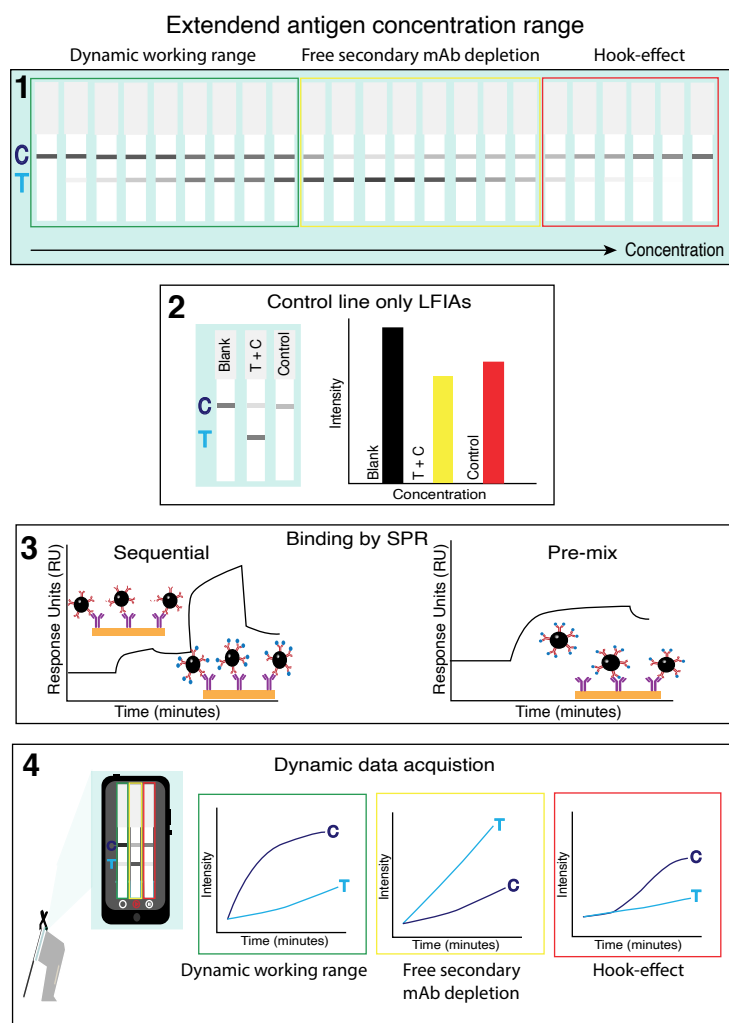 Extendend antigen concentration range
Dynamic working range
Free secondary mAb depletion
Hook-effect
1
C
T
Concentration
2
Control line only LFIAs
Blank
T + C
Control
C
T
Intensity
Blank
T + C
Control
Concentration
3
Binding by SPR
Sequential
Pre-mix
Response Units (RU)
Time (minutes)
Response Units (RU)
Time (minutes)
4
Dynamic data acquistion
C
T
Intensity
C
T
Time (minutes)
Dynamic working range
Intensity
T
C
Time (minutes)
Free secondary
mAb depletion
Intensity
C
T
Time (minutes)
Hook-effect